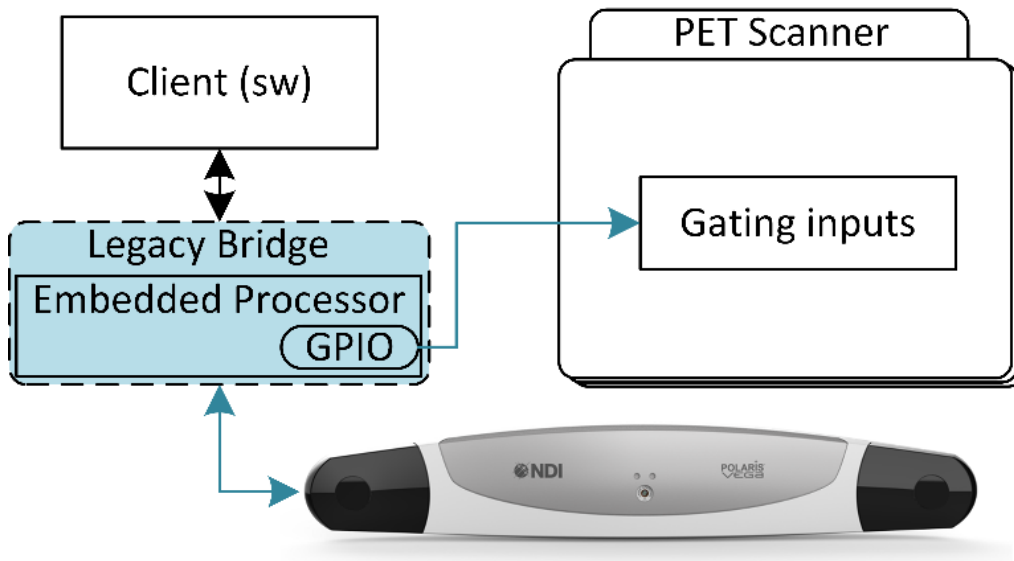 PET Scanner
Client (sw)
Gating inputs
Legacy Bridge
Embedded Processor
GPIO
NDI
POLARIS
VEGA